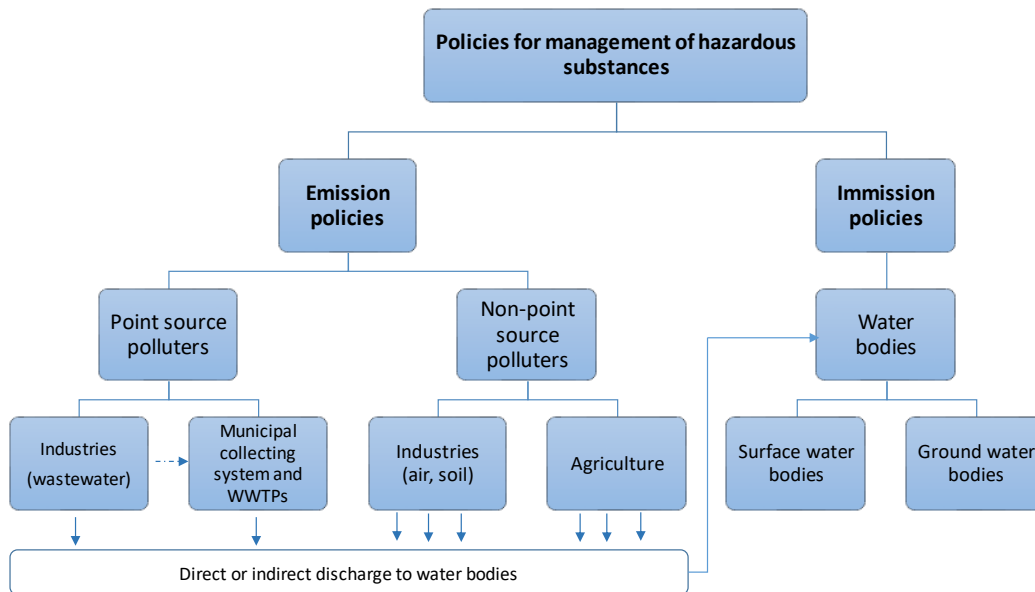 Policies for management of hazardous
substances
Emission
policies
Immission
policies
Point source
polluters
Non-point
source
polluters
Water
bodies
Industries
(wastewater)
Municipal
collecting
system and
WWTPs
Industries
(air, soil)
Agriculture
Surface water
bodies
Ground water
bodies
Direct or indirect discharge to water bodies